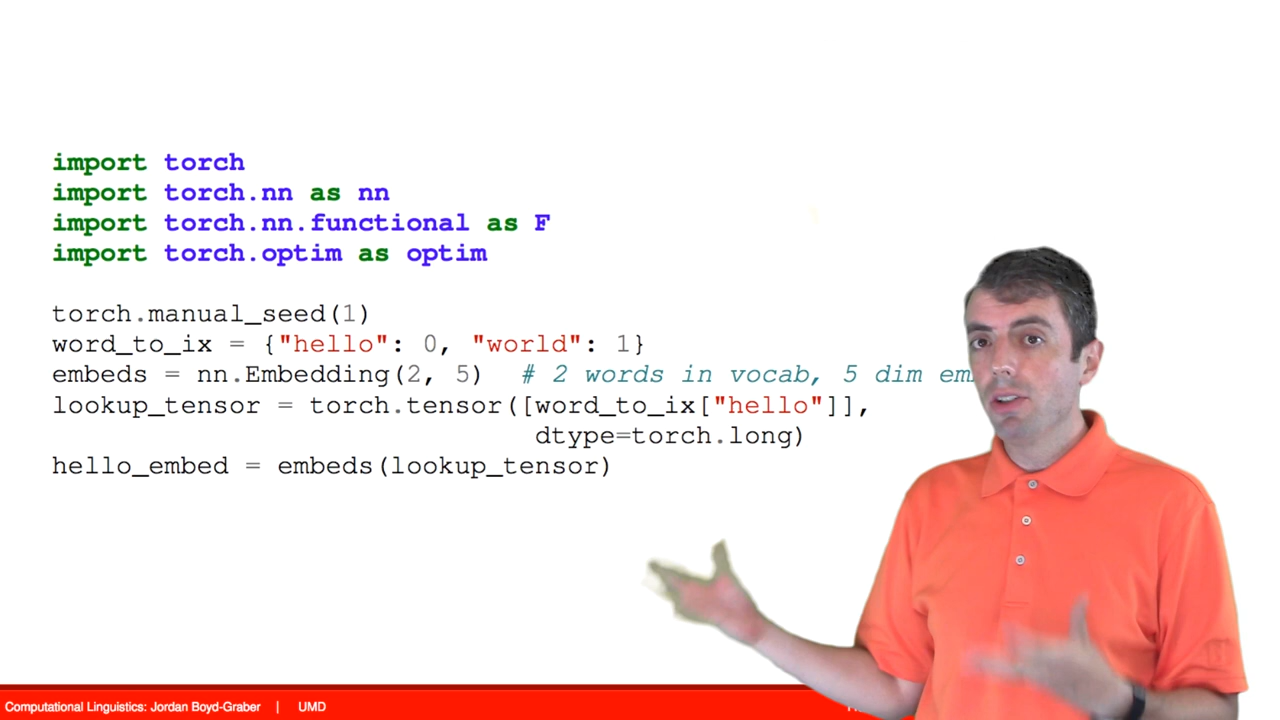 import torch
import torch.nn as nn
import torch.nn.functional as F
import torch.optim as optim
torch.manual_seed(1)
word_to_ix = {"hello": 0, "world": 1}
embeds = nn.Embedding(2, 5)  # 2 words in vocab, 5 dim
lookup_tensor = torch.tensor([word_to_ix["hello"]],
dtype=torch.long)
hello_embed = embeds(lookup_tensor)
Computational Linguistics: Jordan Boyd-Graber | UMD